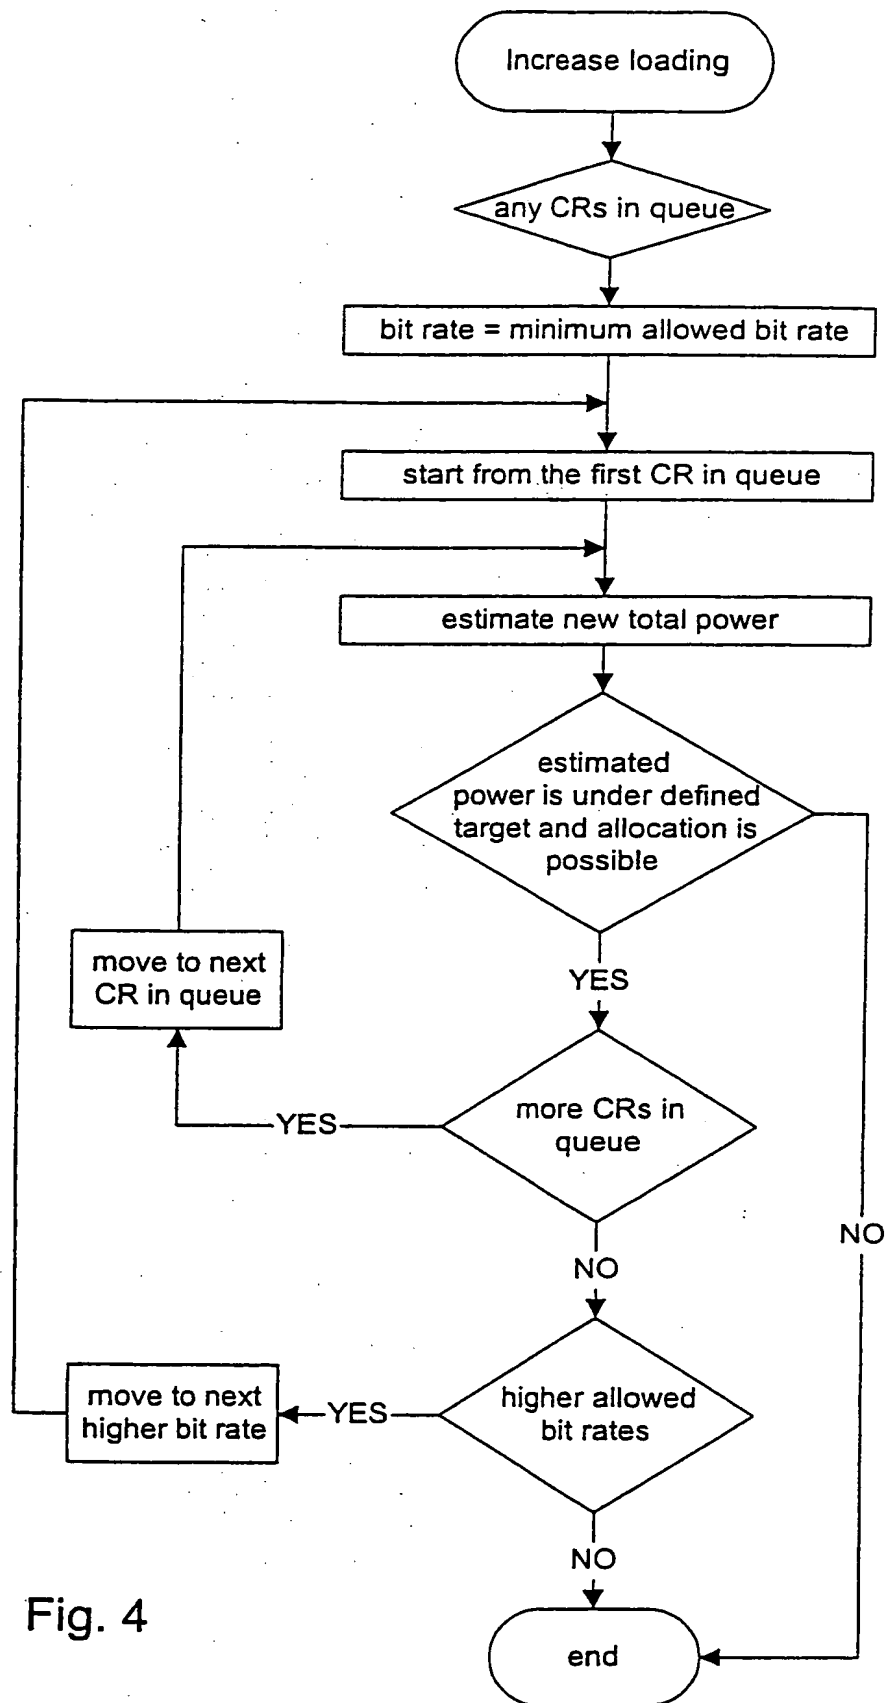 Increase loading
any CRs in queue
bit rate = minimum allowed bit rate
start from the first CR in queue
estimate new total power
estimated
power is under defined
target and allocation is
possible
move to next
CR in queue
YES
more CRs in
queue
YES
NO
NO
higher allowed
bit rates
YES
move to next
higher bit rate
NO
end
Fig. 4